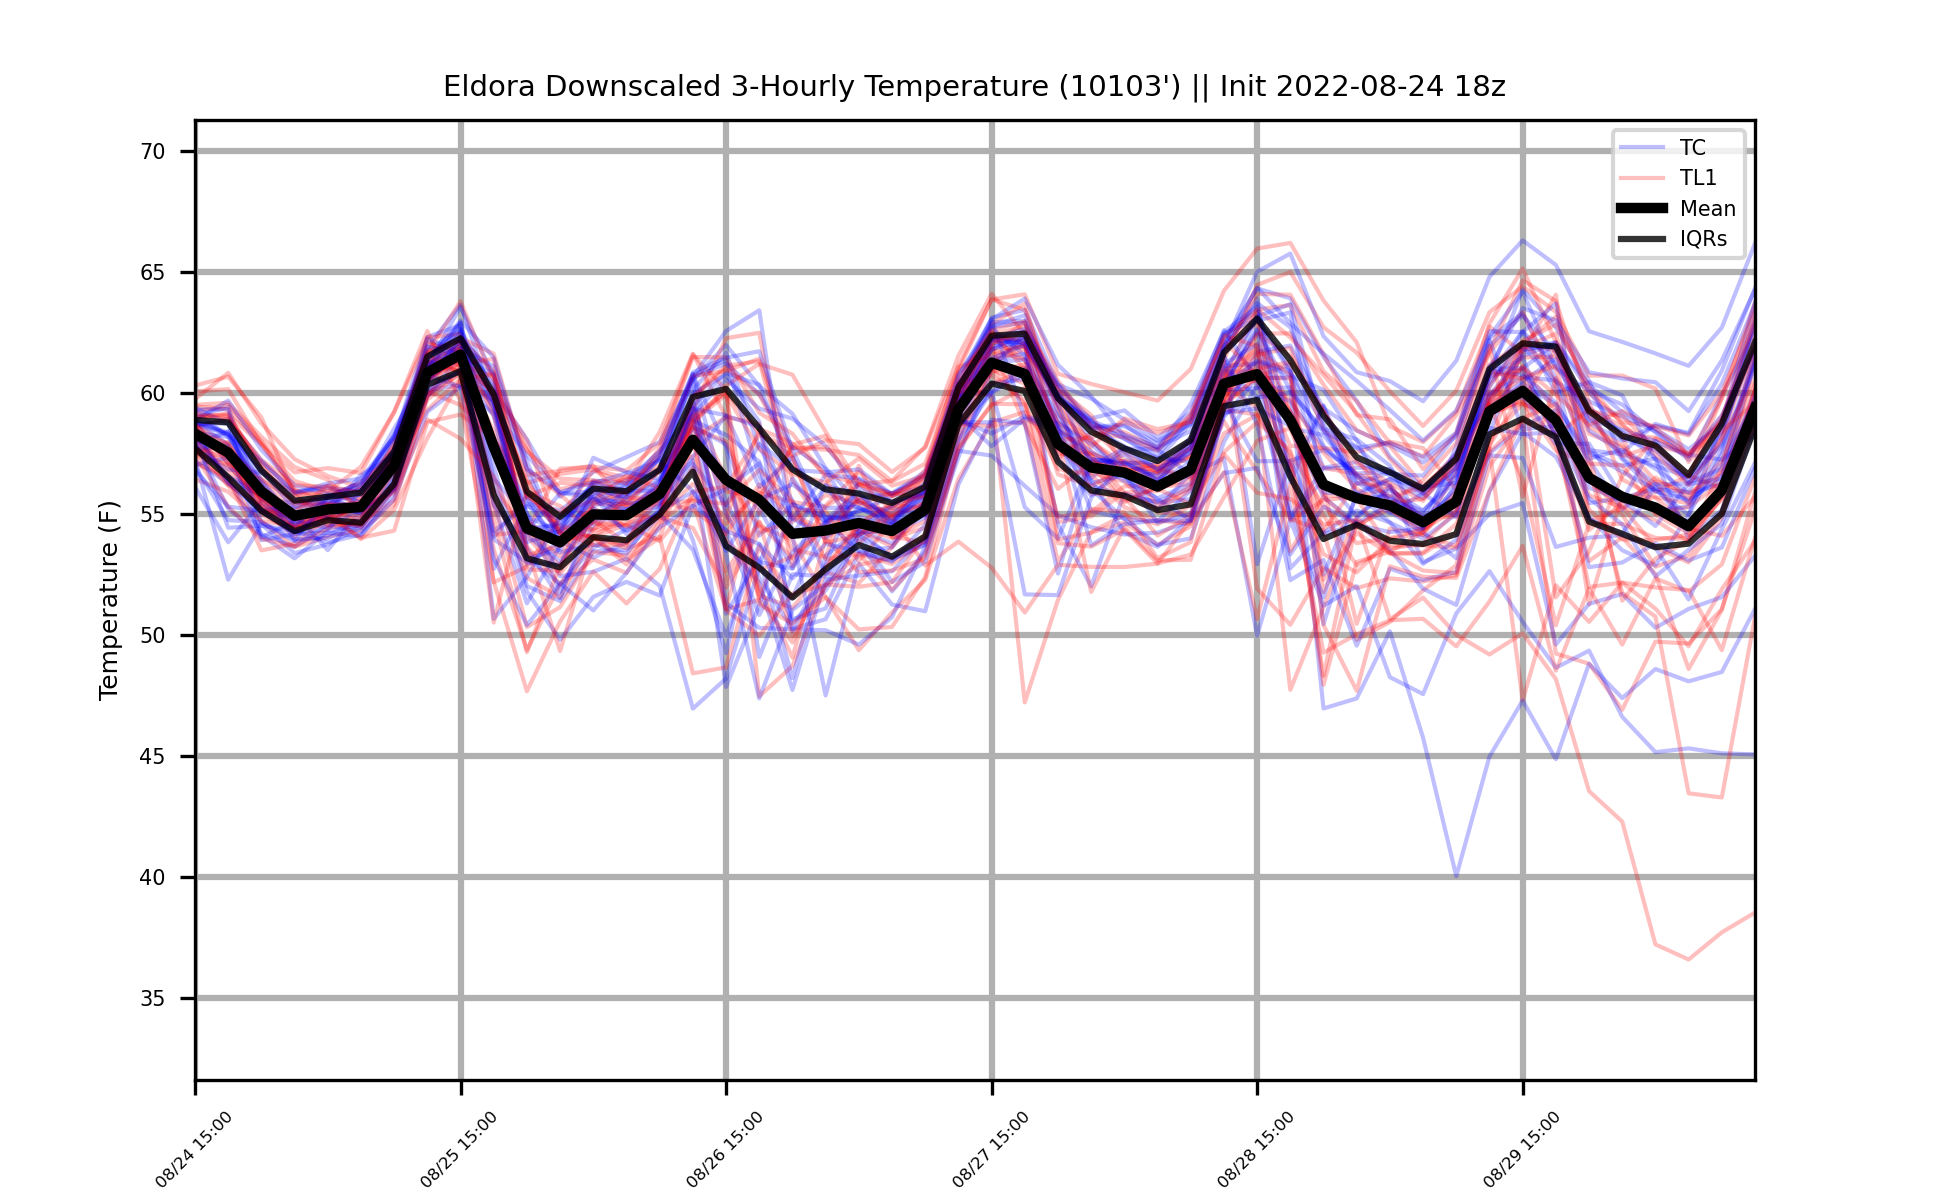 Eldora Downscaled 3-Hourly Temperature (10103') || Init 2022-08-24 18z
TC
TL1
Mean
IQRs
Temperature (F)
70
65
60
55
50
45
40
35
08/24 15:00
08/25 15:00
08/26 15:00
08/27 15:00
08/28 15:00
08/29 15:00